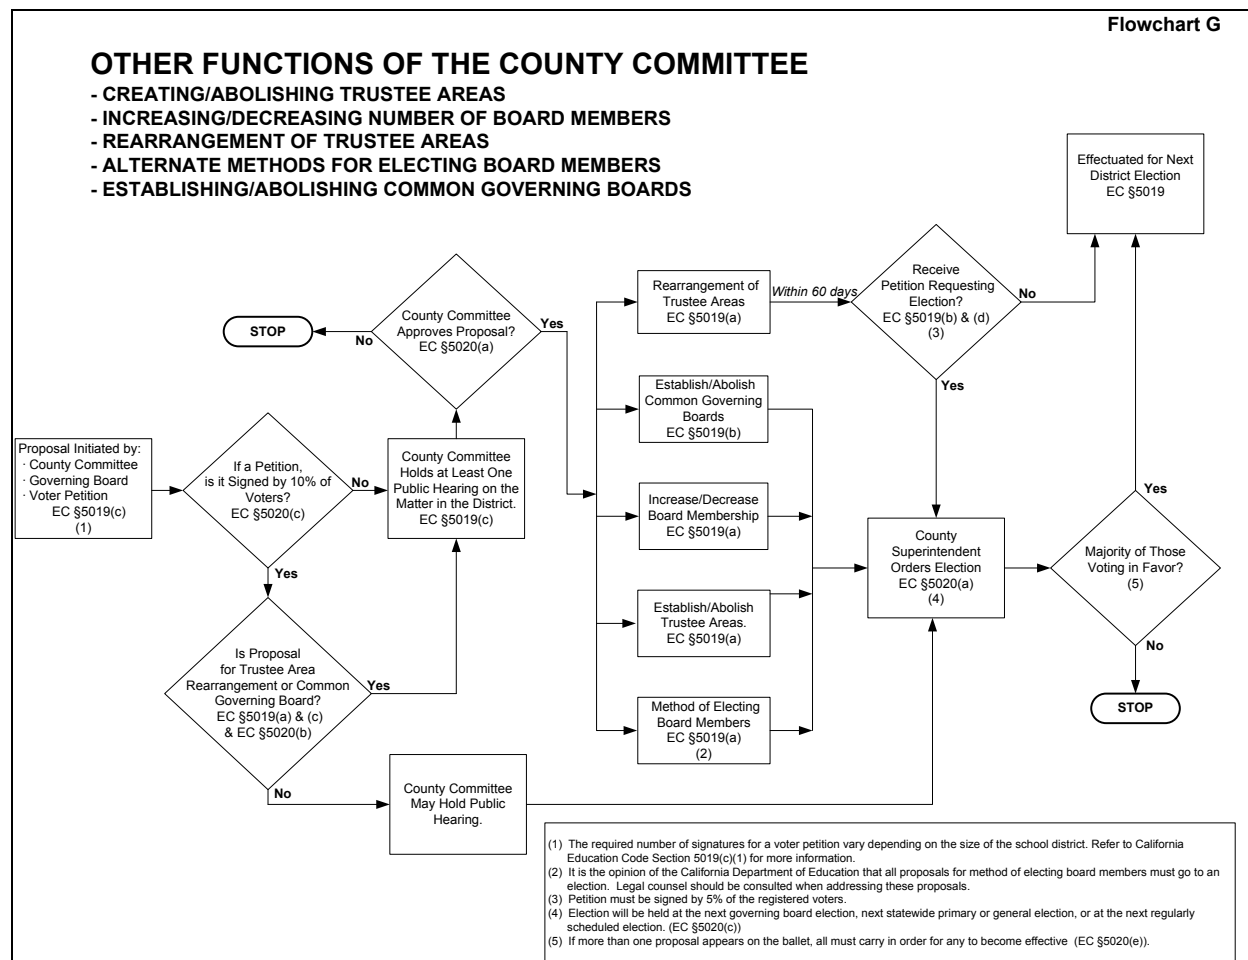 Flowchart G
OTHER FUNCTIONS OF THE COUNTY COMMITTEE
- CREATING/ABOLISHING TRUSTEE AREAS
- INCREASING/DECREASING NUMBER OF BOARD MEMBERS
- REARRANGEMENT OF TRUSTEE AREAS
- ALTERNATE METHODS FOR ELECTING BOARD MEMBERS
- ESTABLISHING/ABOLISHING COMMON GOVERNING BOARDS
Proposal Initiated by:
· County Committee
· Governing Board
· Voter Petition
EC §5019(c)
(1)
If a Petition,
is it Signed by 10% of
Voters?
EC §5020(c)
No
Yes
Is Proposal
for Trustee Area
Rearrangement or Common
Governing Board?
EC §5019(a) & (c)
& EC §5020(b)
Yes
No
County Committee
May Hold Public
Hearing.
County Committee
Holds at Least One
Public Hearing on the
Matter in the District.
EC §5019(c)
County Committee
Approves Proposal?
EC §5020(a)
No
STOP
Yes
Rearrangement of
Trustee Areas
EC §5019(a)
Within 60 days
Establish/Abolish
Common Governing
Boards
EC §5019(b)
Increase/Decrease
Board Membership
EC §5019(a)
Establish/Abolish
Trustee Areas.
EC §5019(a)
Method of Electing
Board Members
EC §5019(a)
(2)
Receive
Petition Requesting
Election?
EC §5019(b) & (d)
(3)
No
Yes
Effectuated for Next
District Election
EC §5019
County
Superintendent
Orders Election
EC §5020(a)
(4)
Majority of Those
Voting in Favor?
(5)
Yes
No
STOP
(1) The required number of signatures for a voter petition vary depending on the size of the school district. Refer to California
Education Code Section 5019(c)(1) for more information.
(2) It is the opinion of the California Department of Education that all proposals for method of electing board members must go to an
election. Legal counsel should be consulted when addressing these proposals.
(3) Petition must be signed by 5% of the registered voters.
(4) Election will be held at the next governing board election, next statewide primary or general election, or at the next regularly
scheduled election. (EC §5020(c))
(5) If more than one proposal appears on the ballot, all must carry in order for any to become effective (EC §5020(e)).